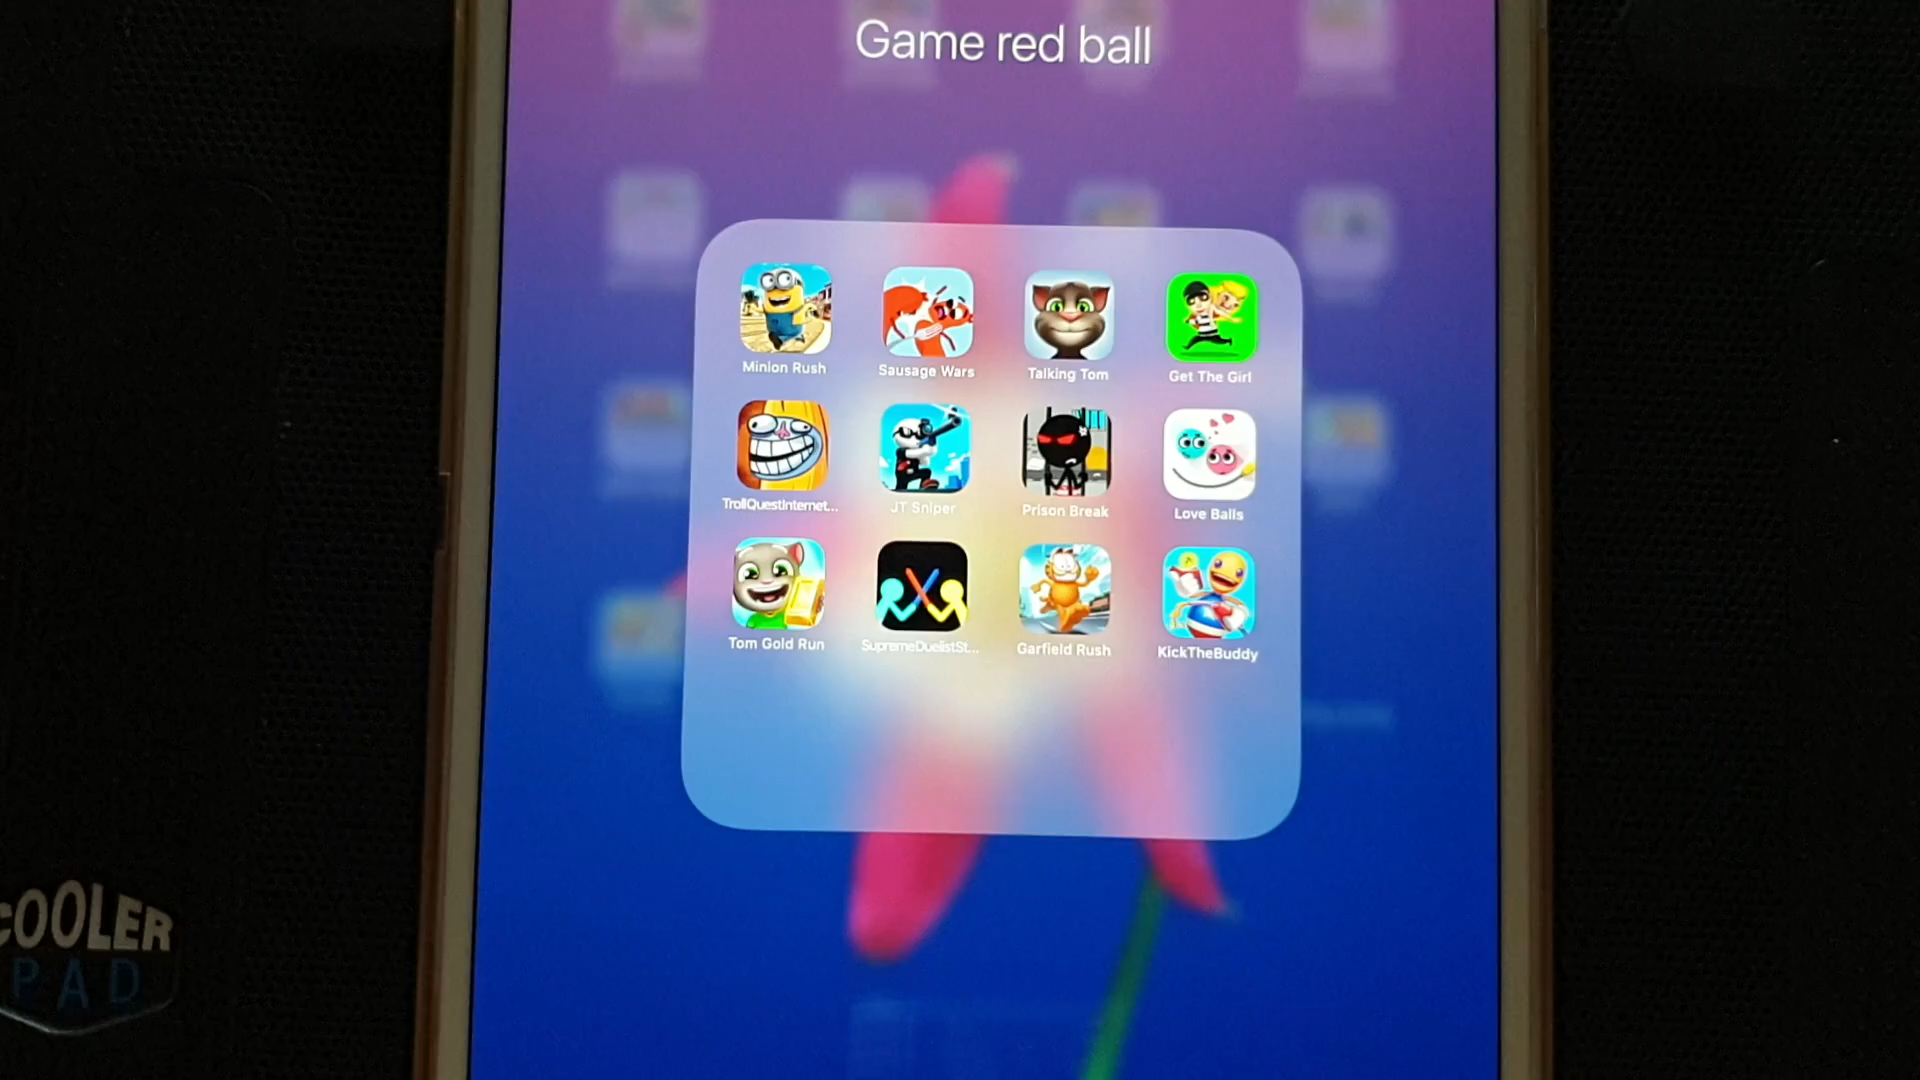 Game red ball
Minion Rush
Sausage Wars
Talking Tom
Get The Girl
TrollQuestInternet...
JT Sniper
Prison Break
Love Balls
Tom Gold Run
SupremeDuelistSt...
Garfield Rush
KickTheBuddy
COOLER
PAD